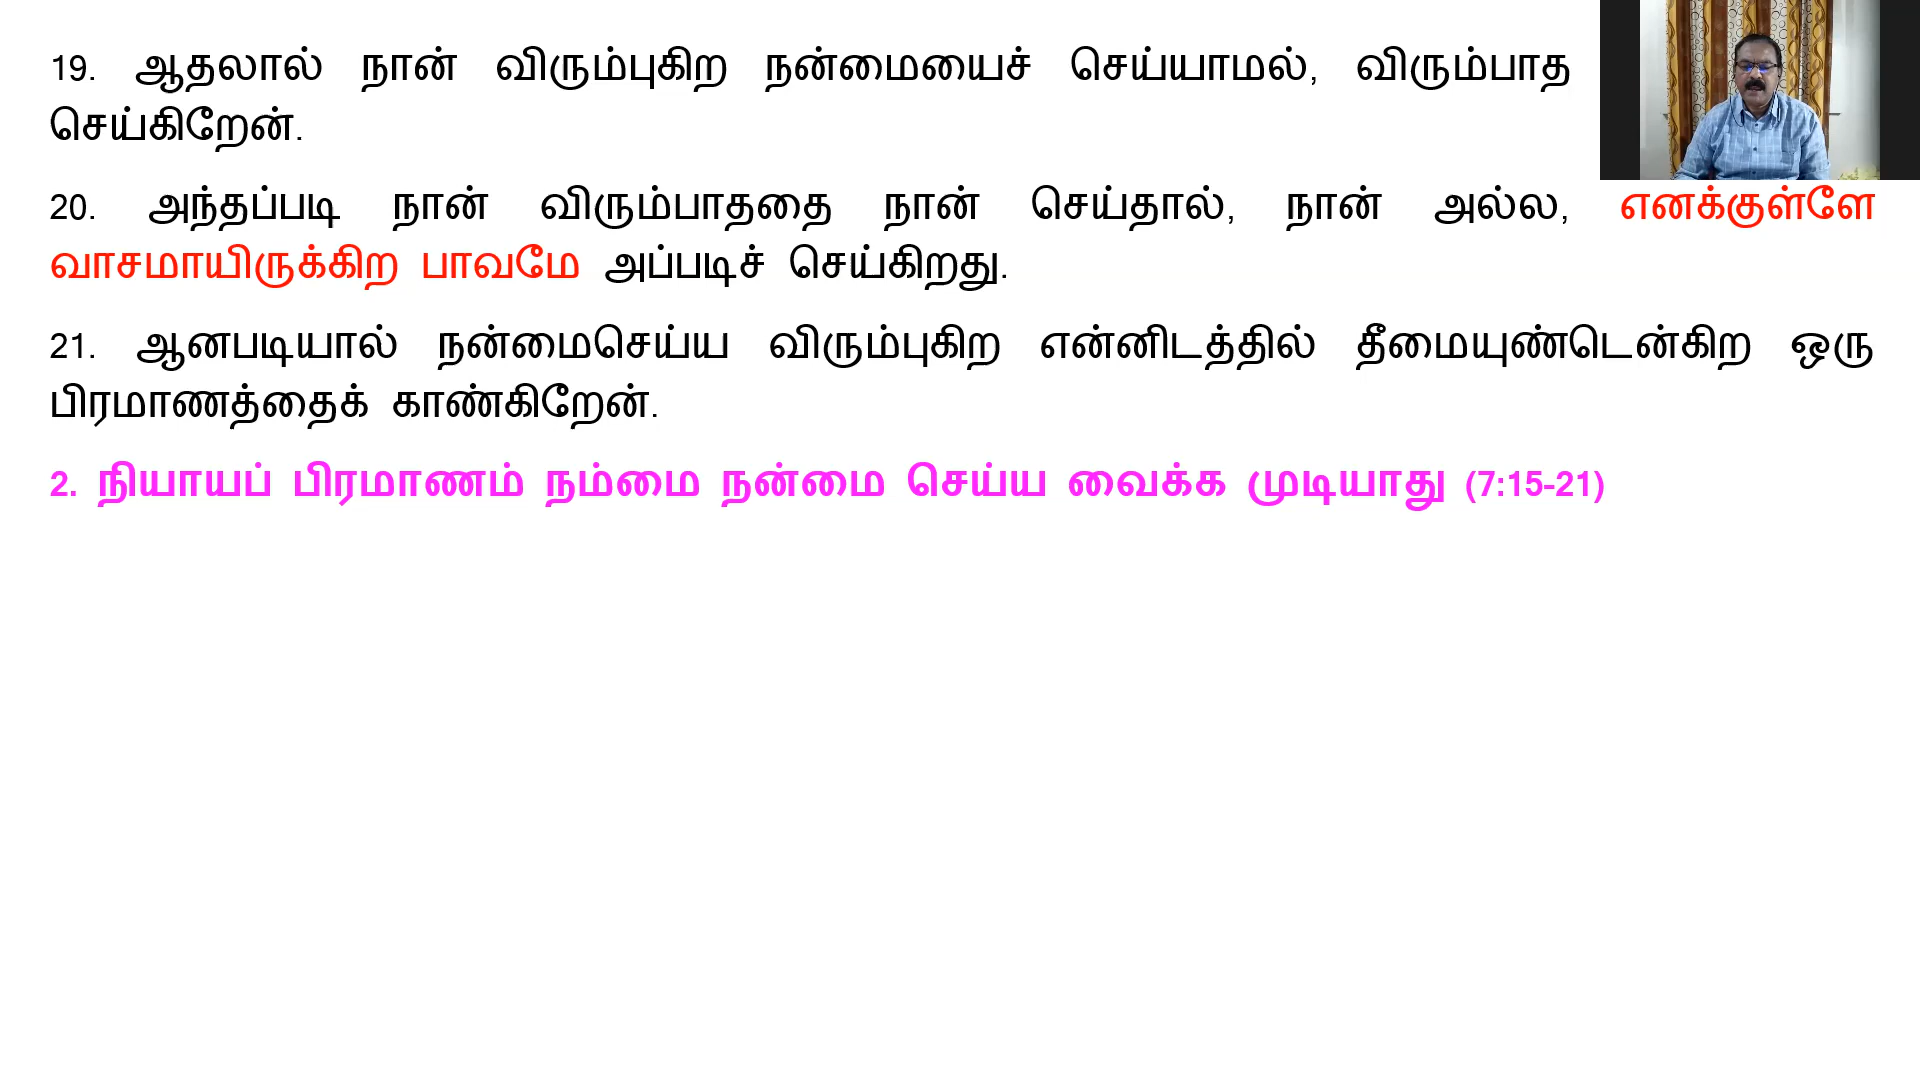 19. ஆதலால் நான் விரும்புகிற நன்மையைச் செய்யாமல், விரும்பாத
செய்கிறேன்.
20. அந்தப்படி நான் விரும்பாததை நான் செய்தால், நான் அல்ல, எனக்குள்ளே
வாசமாயிருக்கிற பாவமே அப்படிச் செய்கிறது.
21. ஆனபடியால் நன்மைசெய்ய விரும்புகிற என்னிடத்தில் தீமையுண்டென்கிற ஒரு
பிரமாணத்தைக் காண்கிறேன்.
2. நியாயப் பிரமாணம் நம்மை நன்மை செய்ய வைக்க முடியாது (7:15-21)